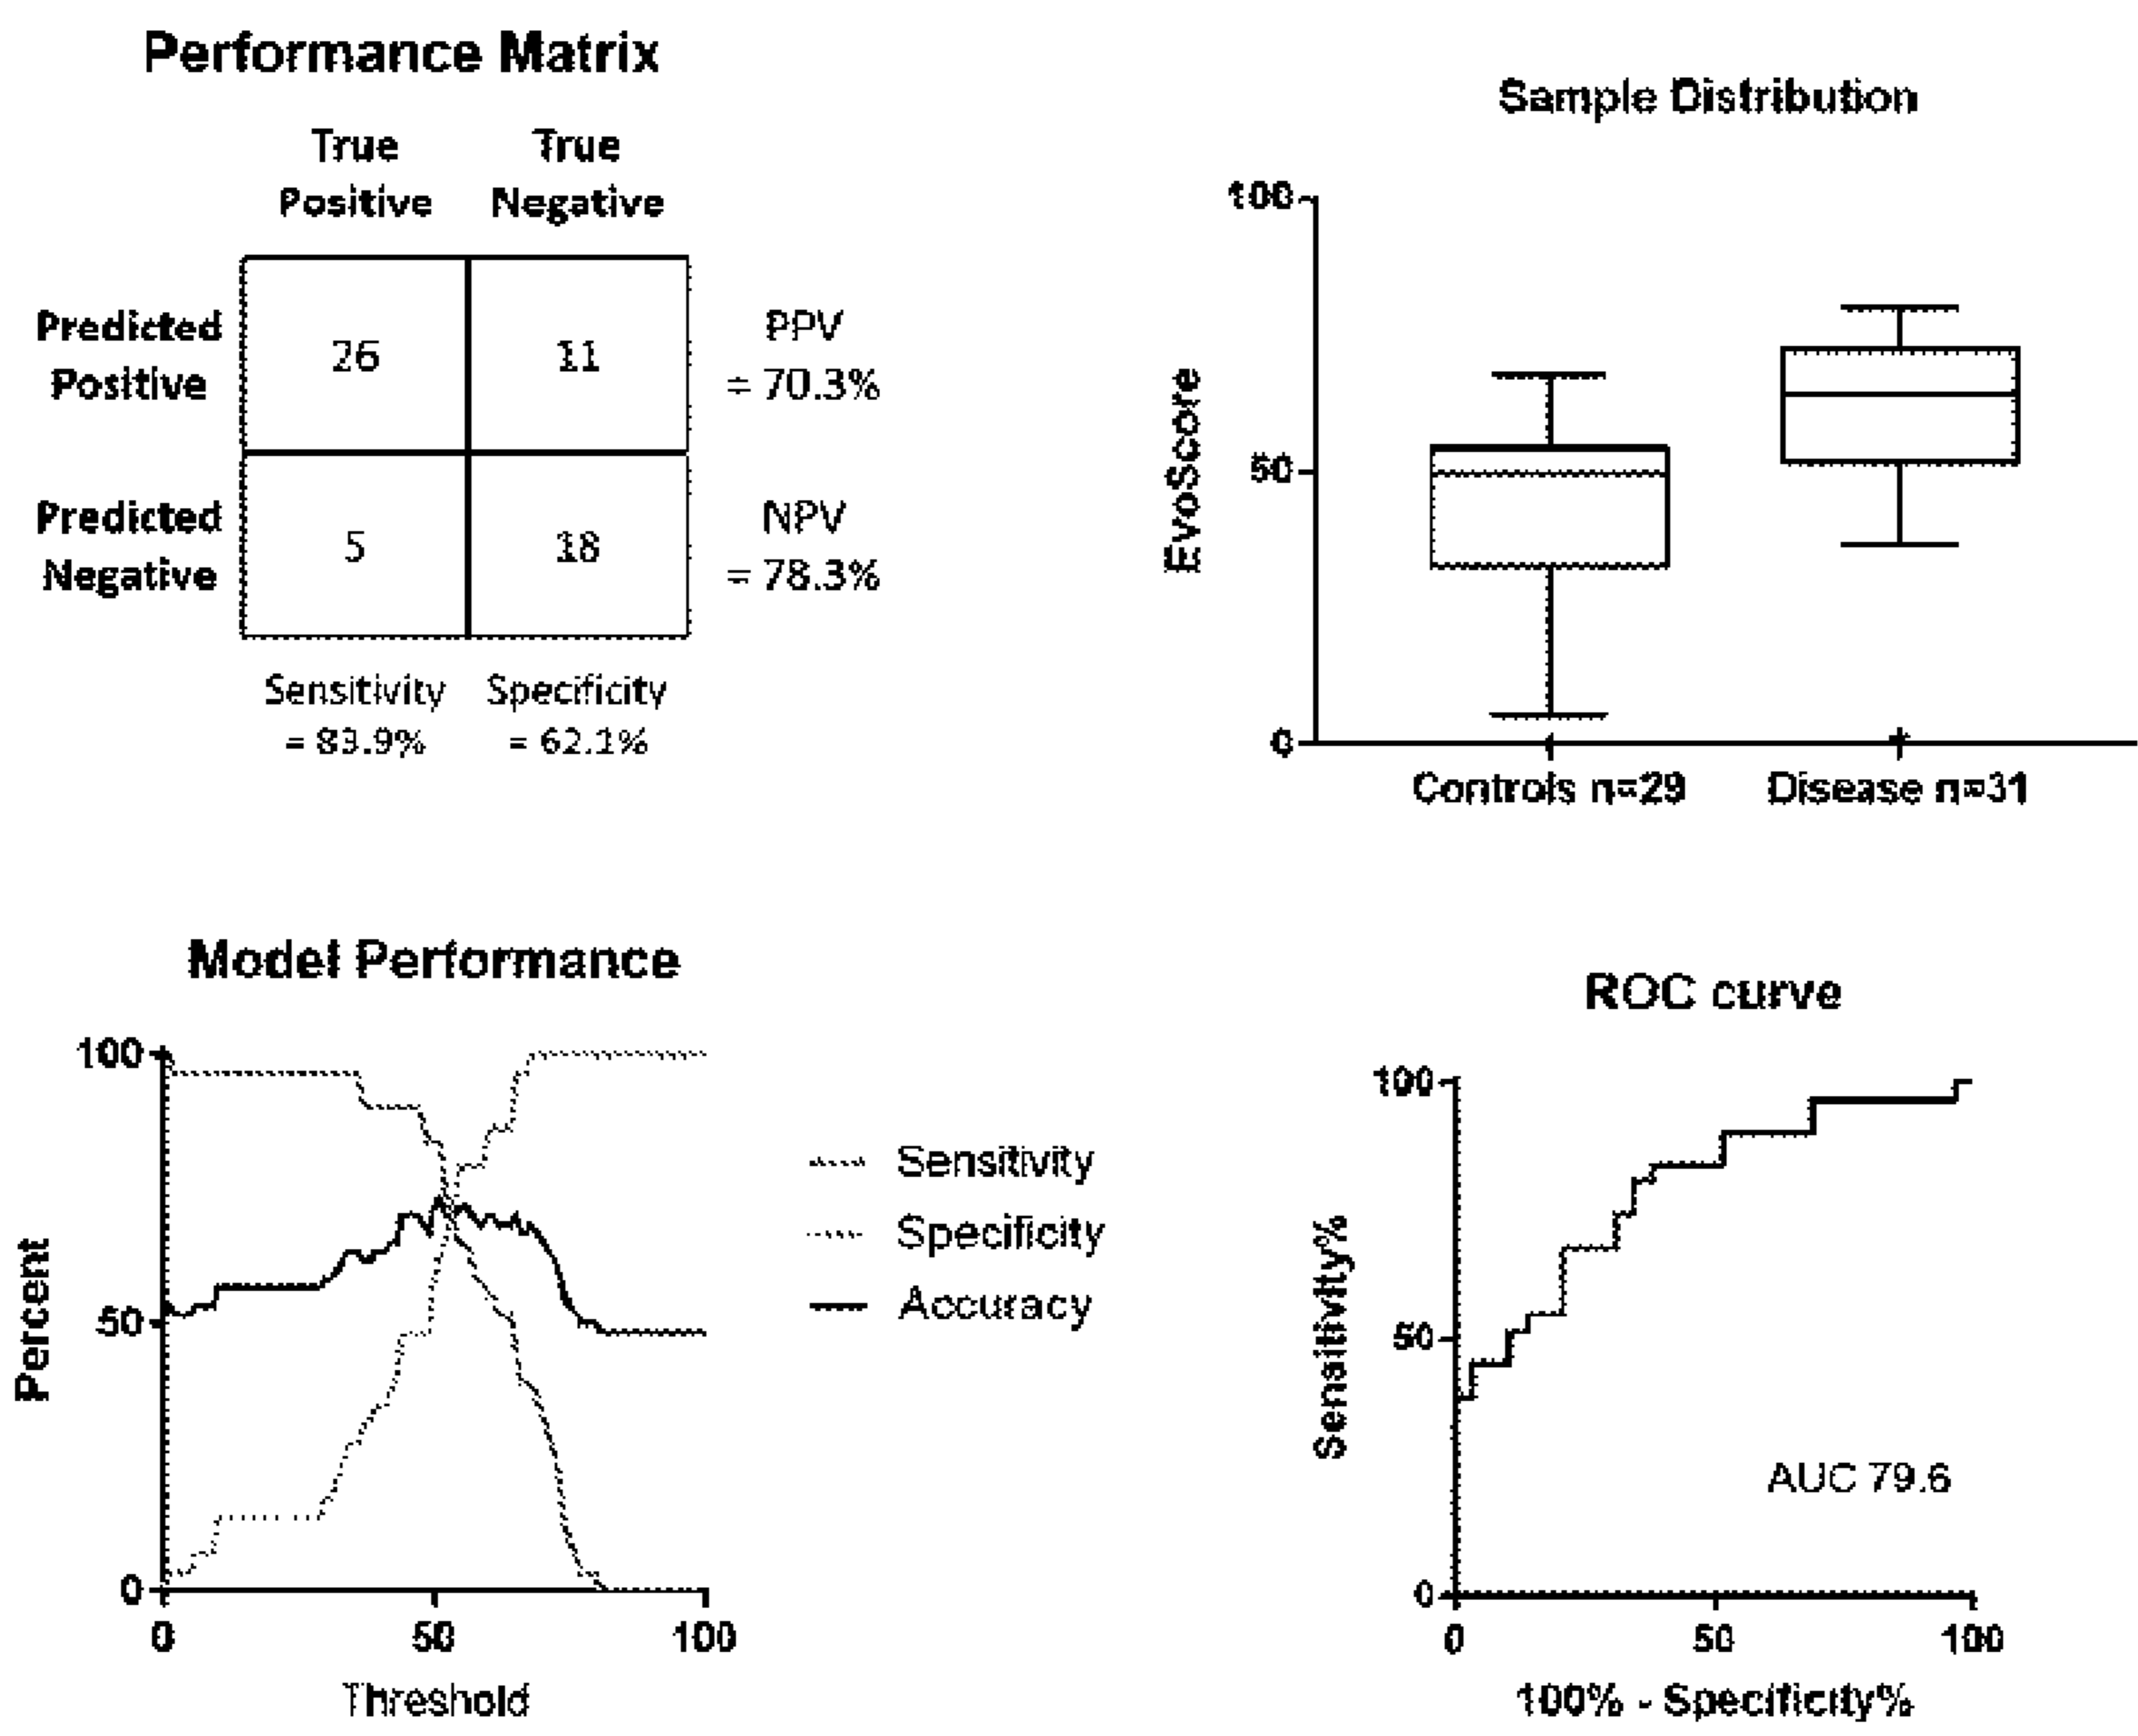 Performance Matrix
True
Positive
True
Negative
Predicted
Positive
26
11
PPV
= 70.3%
Predicted
Negative
5
18
NPV
= 78.3%
Sensitivity
= 83.9%
Specificity
= 62.1%
Sample Distribution
EvoScore
100
50
0
Controls n=29
Disease n=31
Model Performance
Percent
100
50
0
0
50
100
Threshold
Sensitivity
Specificity
Accuracy
ROC curve
Sensitivity%
100
50
0
AUC 79.6
0
50
100
100% - Specificity%